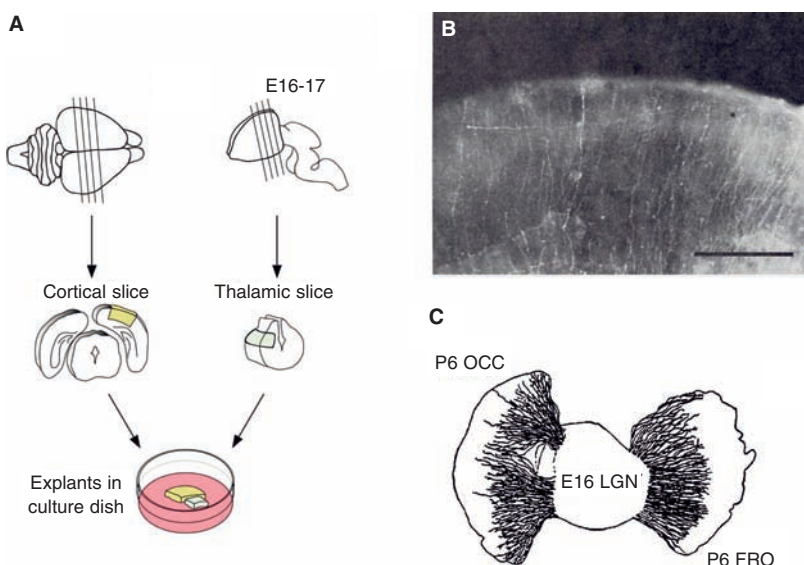 A
E16-17
Cortical slice
Thalamic slice
Explants in
culture dish
B
C
P6 OCC
E16 LGN
P6 FRO